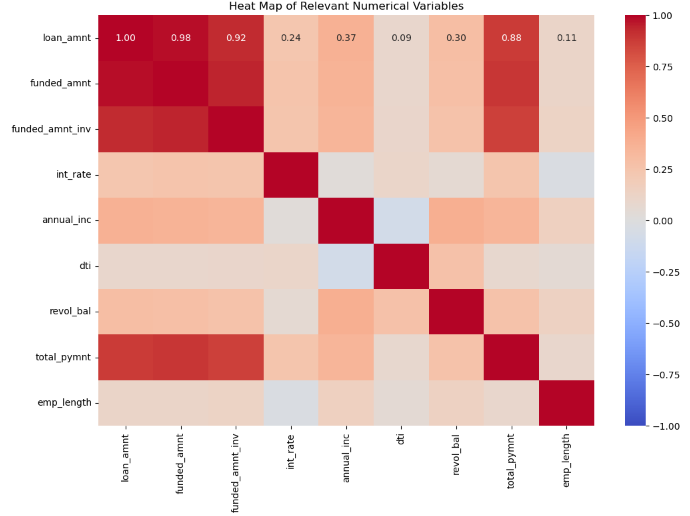 Heat Map of Relevant Numerical Variables
loan_amnt
1.00 0.98 0.92 0.24 0.37 0.09 0.30 0.88 0.11
funded_amnt
funded_amnt_inv
int_rate
annual_inc
dti
revol_bal
total_pymnt
emp_length
loan_amnt
funded_amnt
funded_amnt_inv
int_rate
annual_inc
dti
revol_bal
total_pymnt
emp_length
1.00
0.75
0.50
0.25
0.00
−0.25
−0.50
−0.75
−1.00